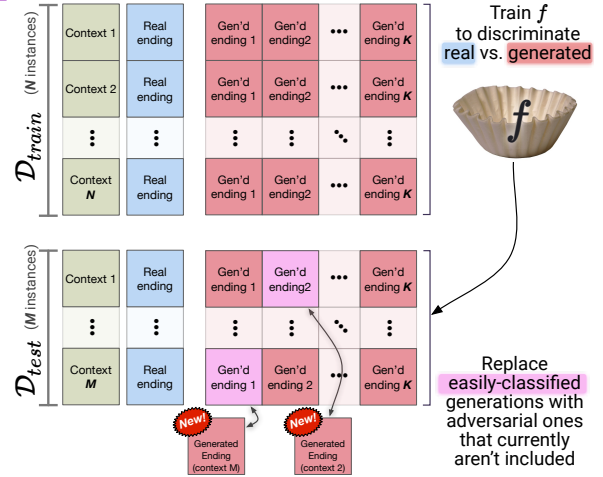 D_train (N instances)
Context 1
Real
ending
Gen'd
ending 1
Gen'd
ending2
•••
Gen'd
ending K
Context 2
Real
ending
Gen'd
ending 1
Gen'd
ending2
•••
Gen'd
ending K
Context
N
Real
ending
Gen'd
ending 1
Gen'd
ending2
•••
Gen'd
ending K
Train f
to discriminate
real vs. generated
f
D_test (M instances)
Context 1
Real
ending
Gen'd
ending 1
Gen'd
ending2
•••
Gen'd
ending K
Context
M
Real
ending
Gen'd
ending 1
Gen'd
ending 2
•••
Gen'd
ending K
New!
Generated
Ending
(context M)
New!
Generated
Ending
(context 2)
Replace
easily-classified
generations with
adversarial ones
that currently
aren't included